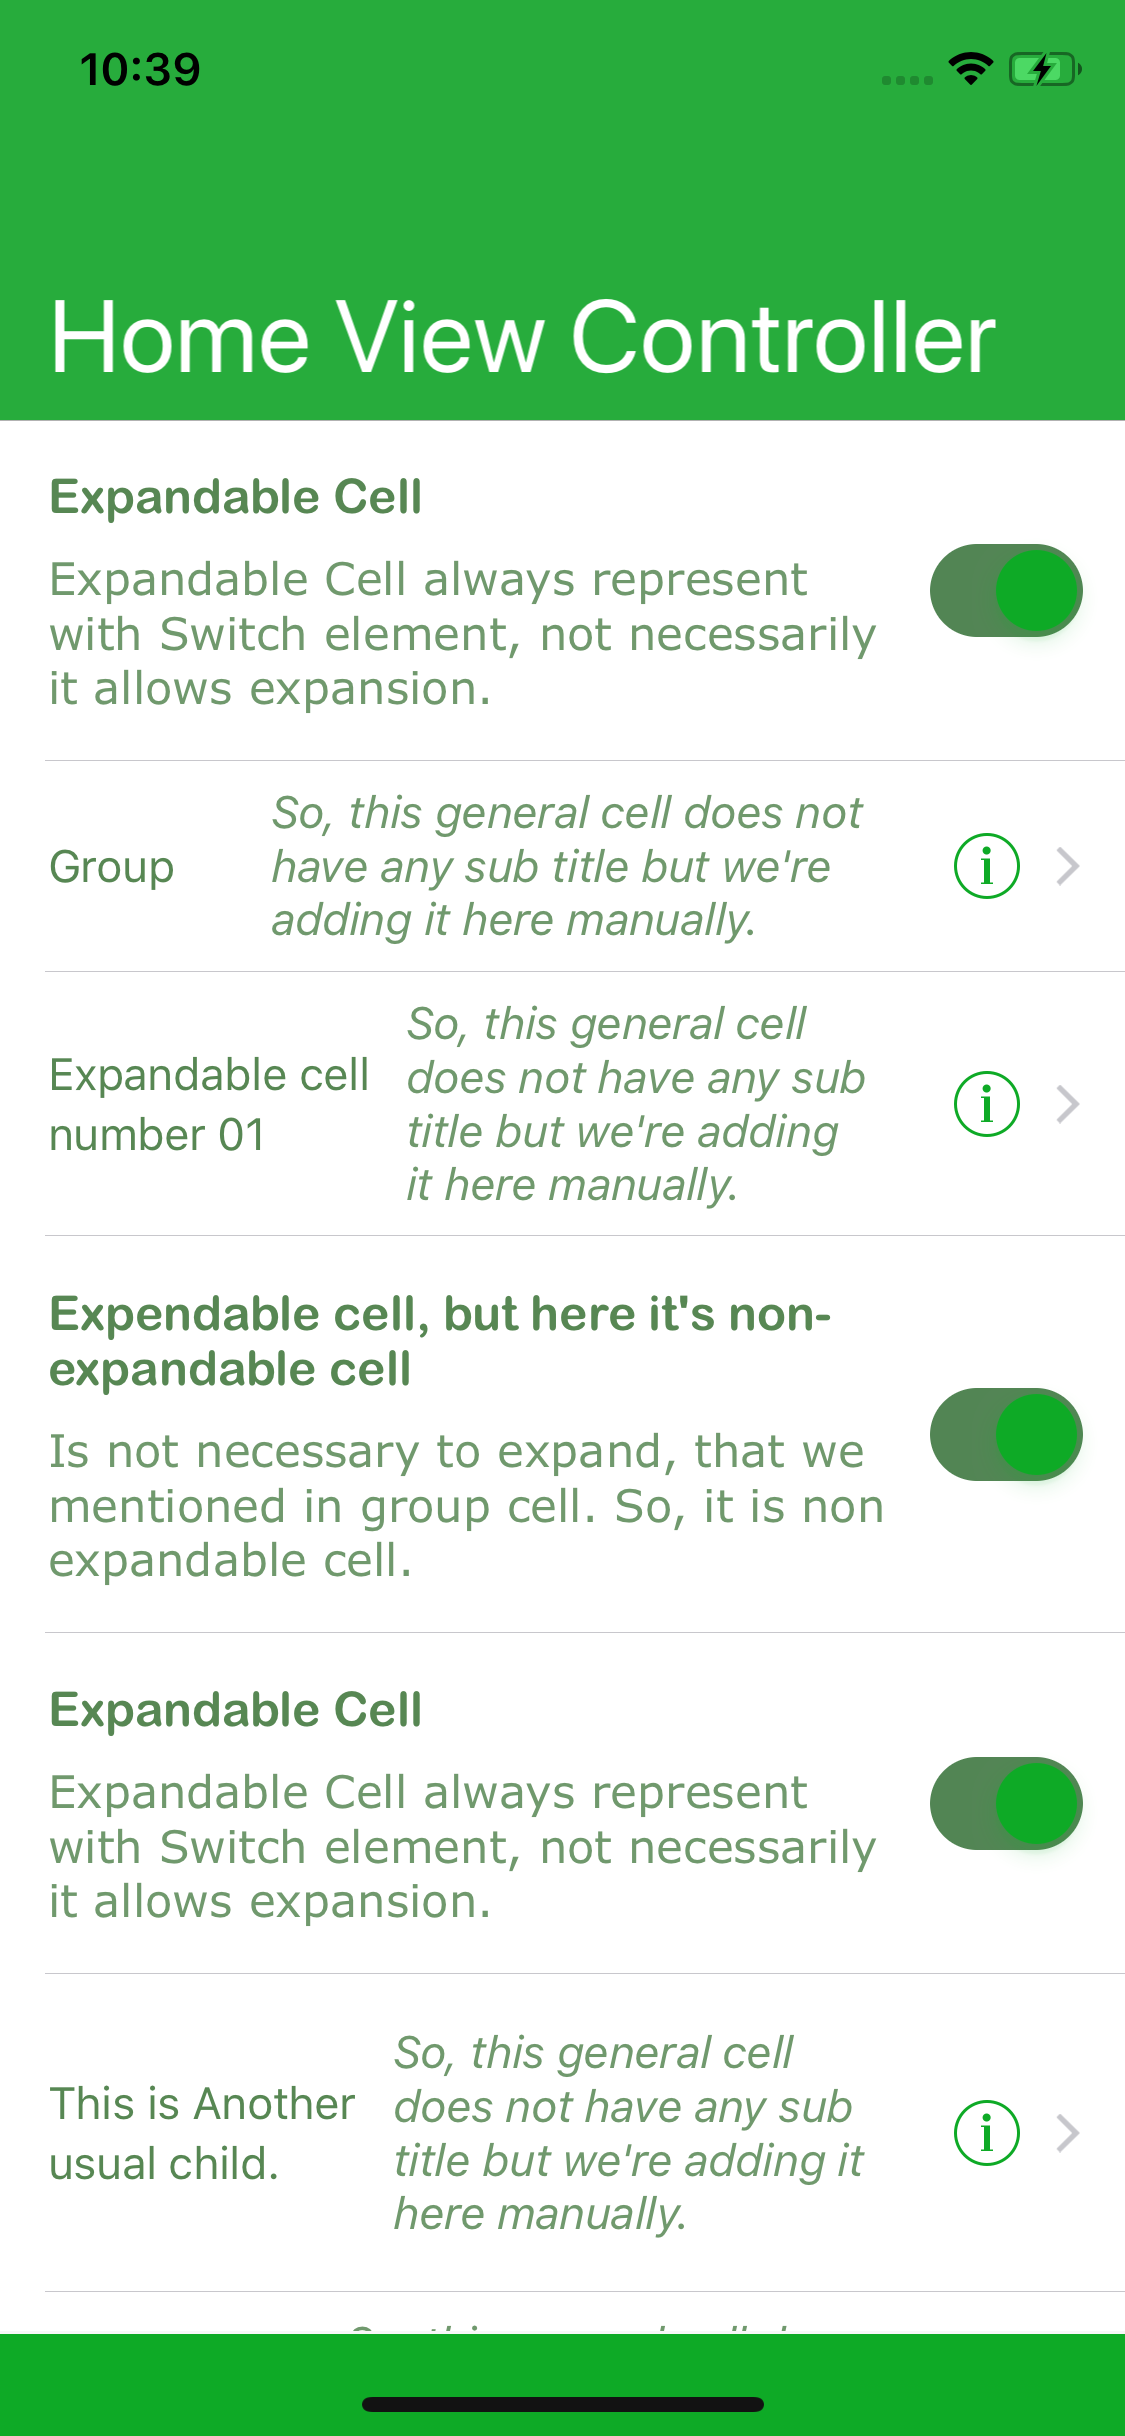 10:39
Home View Controller
Expandable Cell
Expandable Cell always represent
with Switch element, not necessarily
it allows expansion.
Group
So, this general cell does not
have any sub title but we're
adding it here manually.
Expandable cell
number 01
So, this general cell
does not have any sub
title but we're adding
it here manually.
Expendable cell, but here it's non-
expandable cell
Is not necessary to expand, that we
mentioned in group cell. So, it is non
expandable cell.
Expandable Cell
Expandable Cell always represent
with Switch element, not necessarily
it allows expansion.
This is Another
usual child.
So, this general cell
does not have any sub
title but we're adding it
here manually.